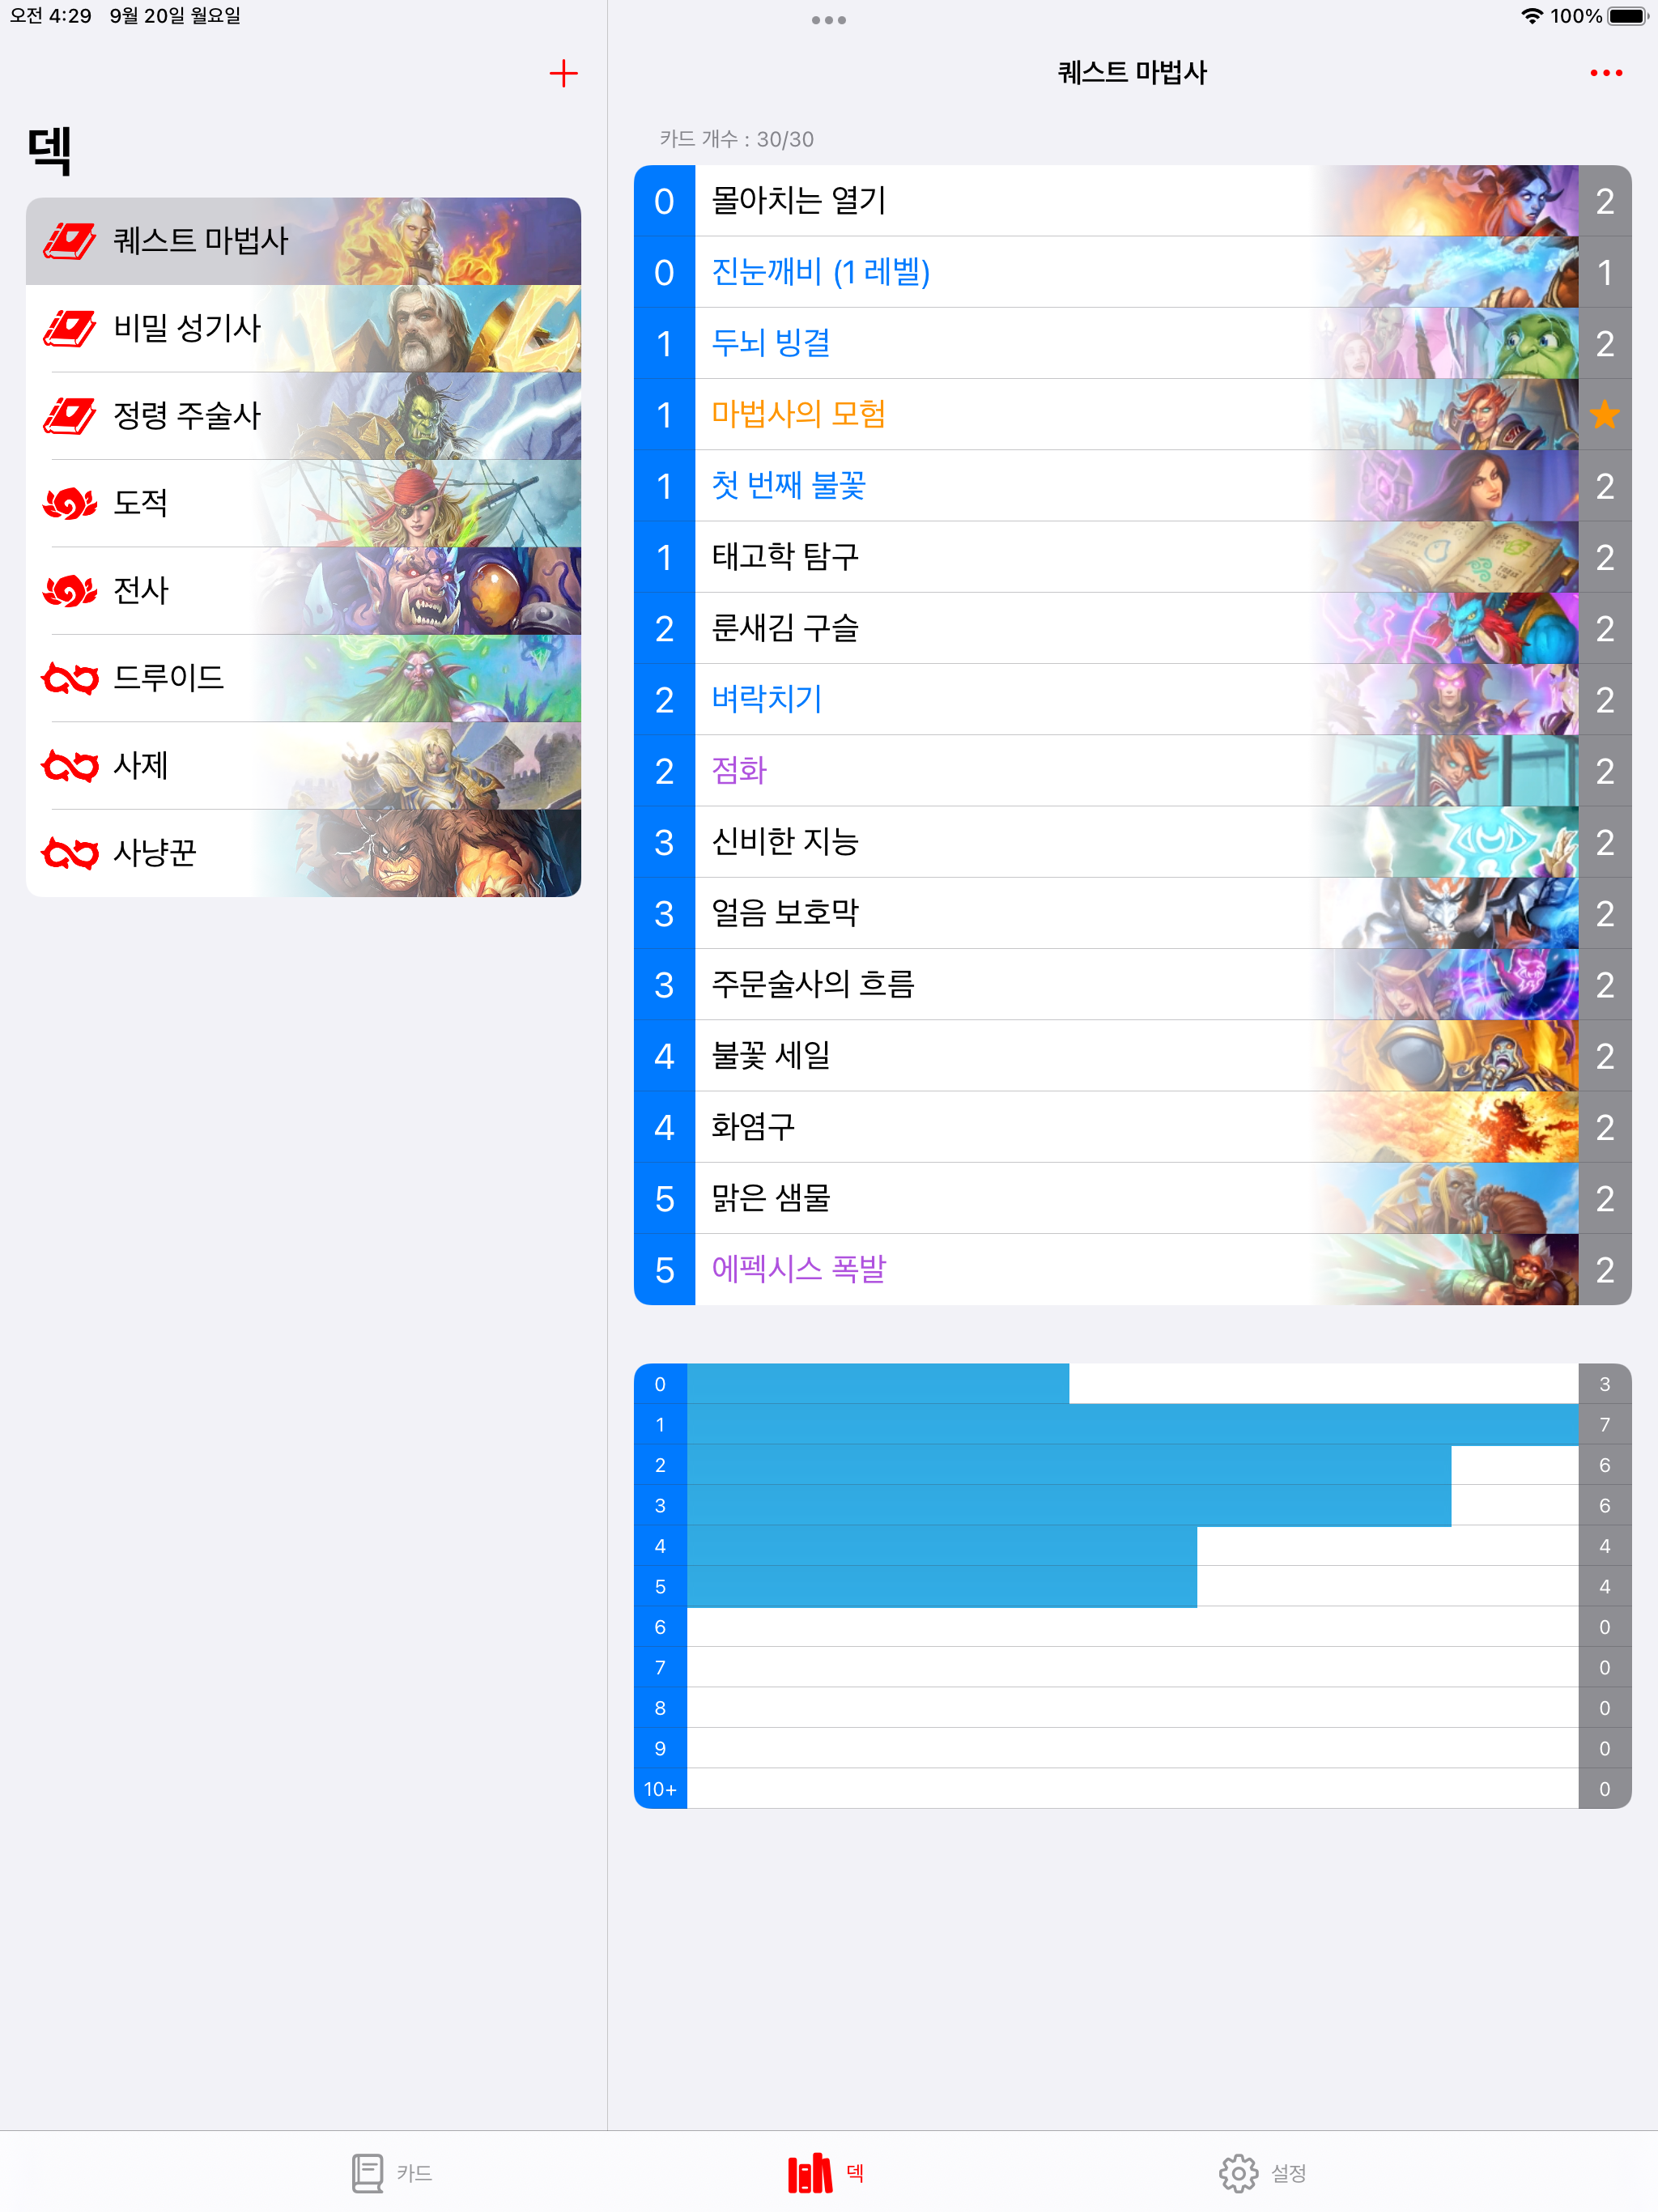 오전 4:29 9월 20일 월요일
100%
덱
퀘스트 마법사
비밀 성기사
정령 주술사
도적
전사
드루이드
사제
사냥꾼
퀘스트 마법사
카드 개수 : 30/30
0 몰아치는 열기 2
0 진눈깨비 (1 레벨) 1
1 두뇌 빙결 2
1 마법사의 모험
1 첫 번째 불꽃 2
1 태고학 탐구 2
2 룬새김 구슬 2
2 벼락치기 2
2 점화 2
3 신비한 지능 2
3 얼음 보호막 2
3 주문술사의 흐름 2
4 불꽃 세일 2
4 화염구 2
5 맑은 샘물 2
5 에펙시스 폭발 2
0 3
1 7
2 6
3 6
4 4
5 4
6 0
7 0
8 0
9 0
10+ 0
카드 덱 설정